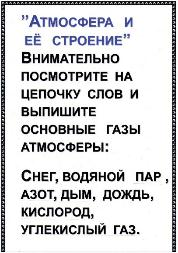 "Атмосфера и
её строение"
Внимательно
посмотрите на
цепочку слов и
выпишите
основные газы
атмосферы:
Снег, водяной пар ,
азот, дым, дождь,
кислород,
углекислый газ.